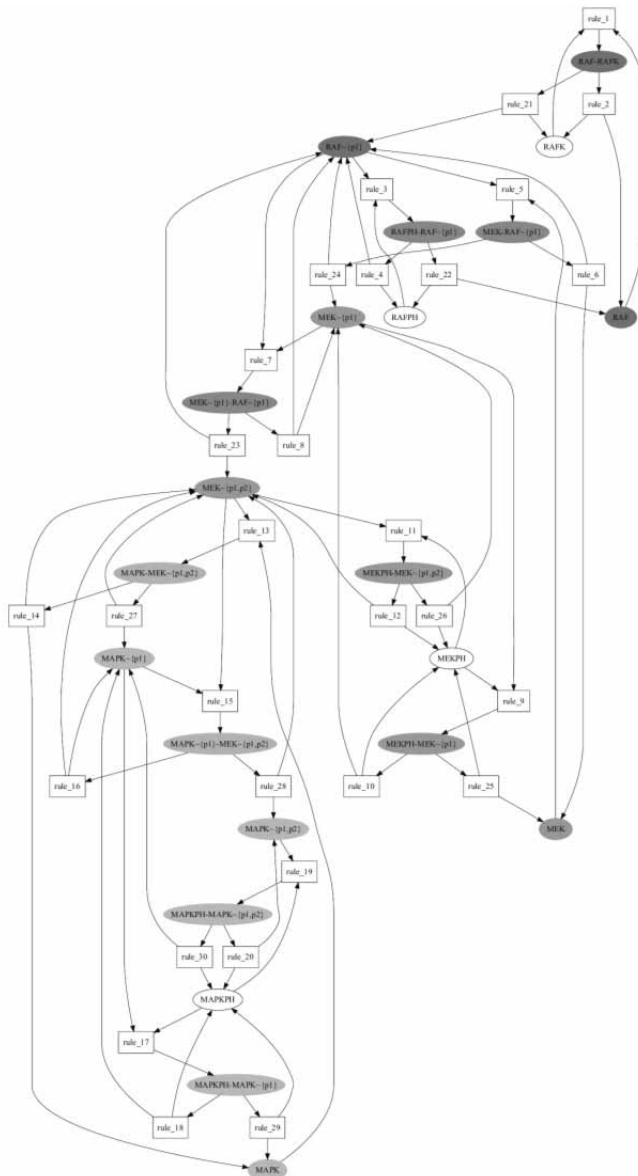 rule_1
RAF-RAFK
rule_21
rule_2
RAFK
RAF~{p1}
rule_3
rule_5
RAFPH-RAF~{p1}
MEK-RAF~{p1}
rule_24
rule_4
rule_22
rule_6
MEK~{p1}
RAFPH
RAF
rule_7
MEK~{p1}-RAF~{p1}
rule_23
rule_8
MEK~{p1,p2}
rule_13
rule_11
MAPK-MEK~{p1,p2}
MEKPH-MEK~{p1,p2}
rule_14
rule_27
rule_12
rule_26
MAPK~{p1}
MEKPH
rule_15
rule_9
MAPK~{p1}-MEK~{p1,p2}
MEKPH-MEK~{p1}
rule_16
rule_28
rule_10
rule_25
MAPK~{p1,p2}
MEK
rule_19
MAPKPH-MAPK~{p1,p2}
rule_30
rule_20
MAPKPH
rule_17
MAPKPH-MAPK~{p1}
rule_18
rule_29
MAPK